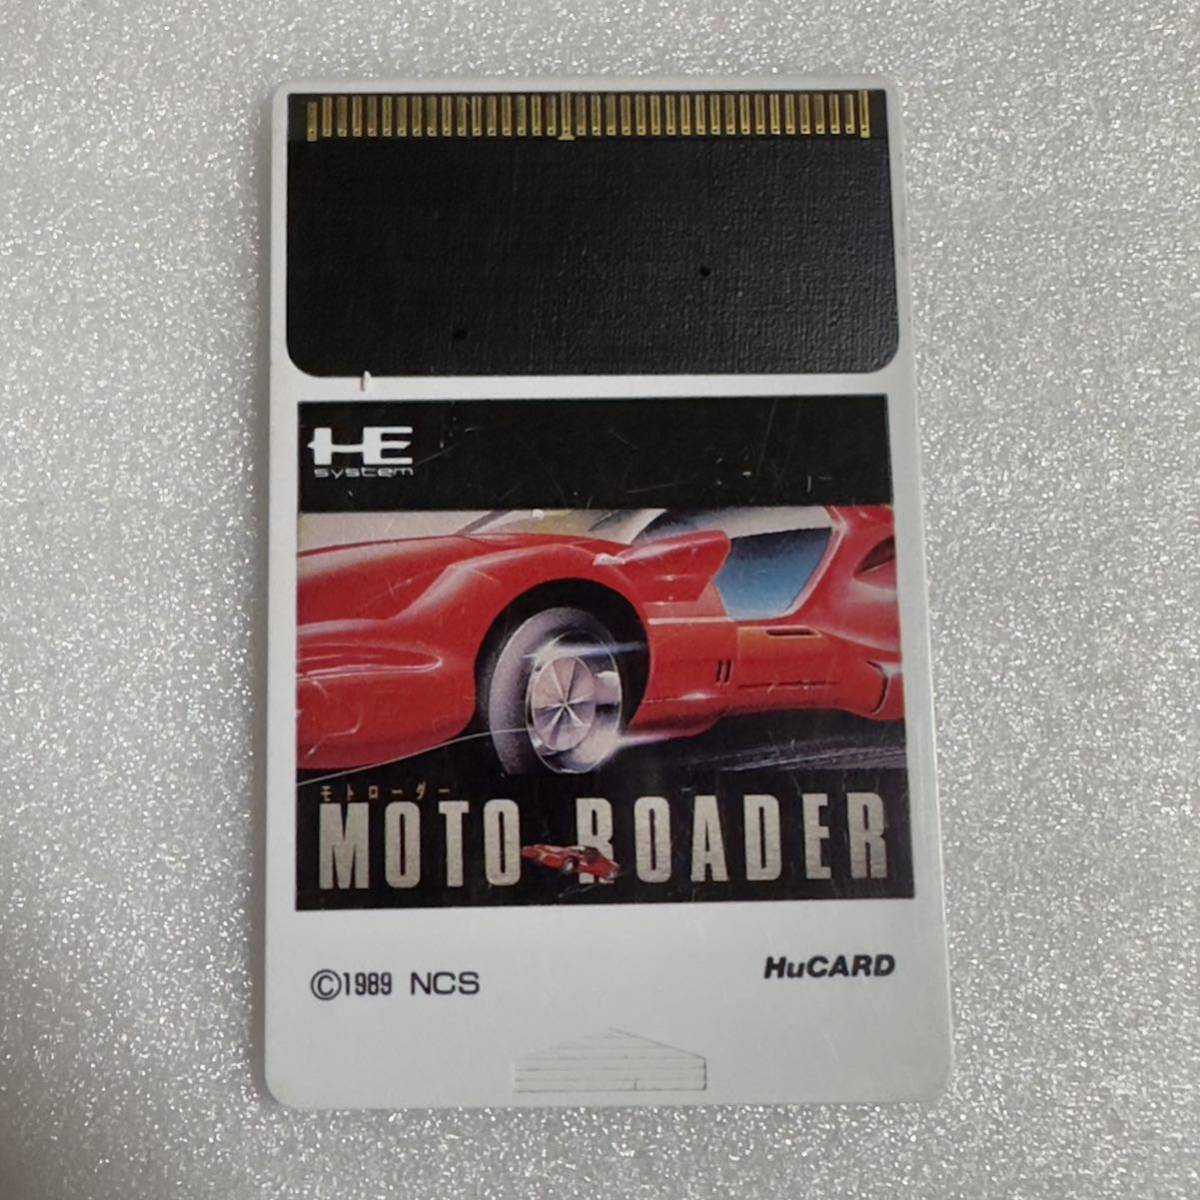 HE
system
モトローダー
MOTO ROADER
©1989 NCS
HuCARD